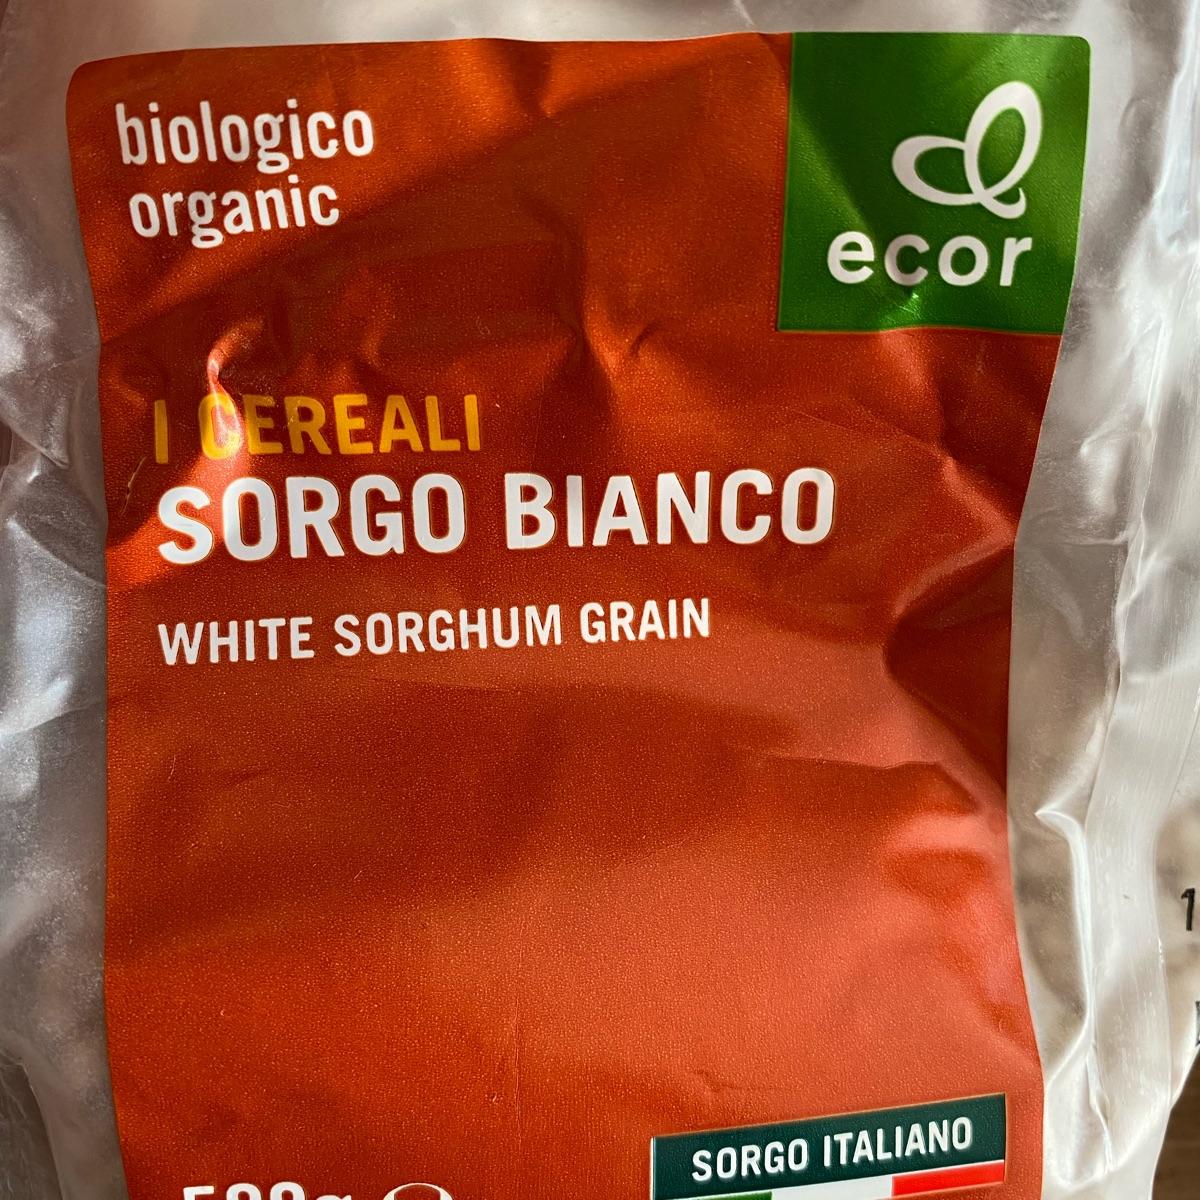 biologico
organic
ecor
I CEREALI
SORGO BIANCO
WHITE SORGHUM GRAIN
SORGO ITALIANO